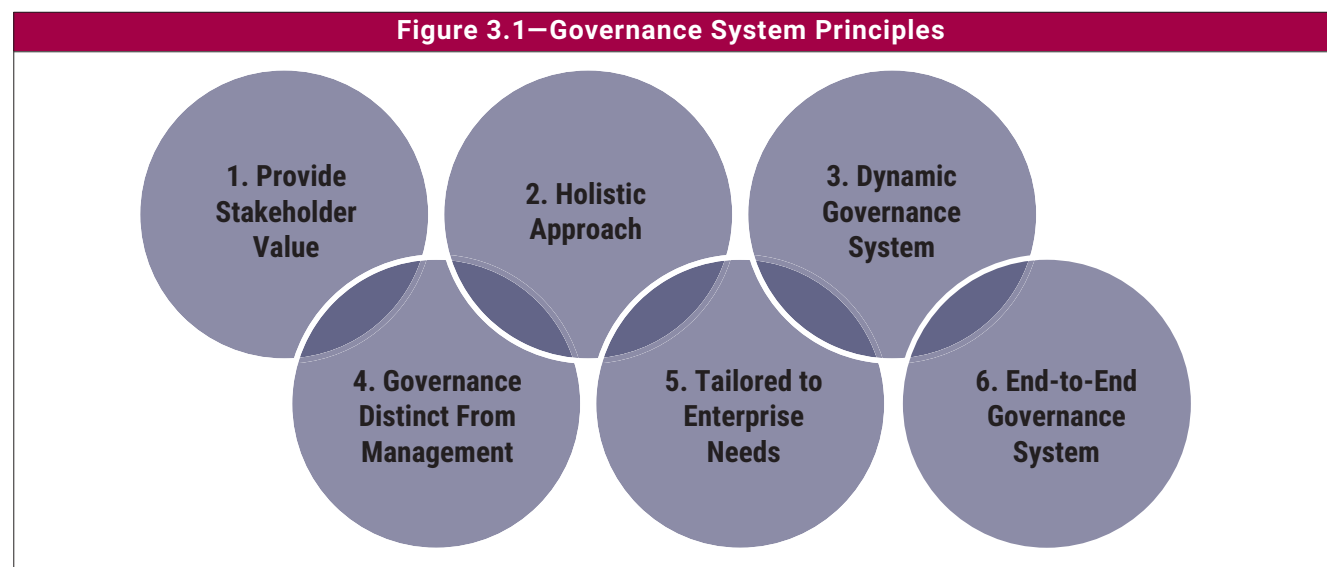 Figure 3.1—Governance System Principles
1. Provide
Stakeholder
Value
2. Holistic
Approach
3. Dynamic
Governance
System
4. Governance
Distinct From
Management
5. Tailored to
Enterprise
Needs
6. End-to-End
Governance
System